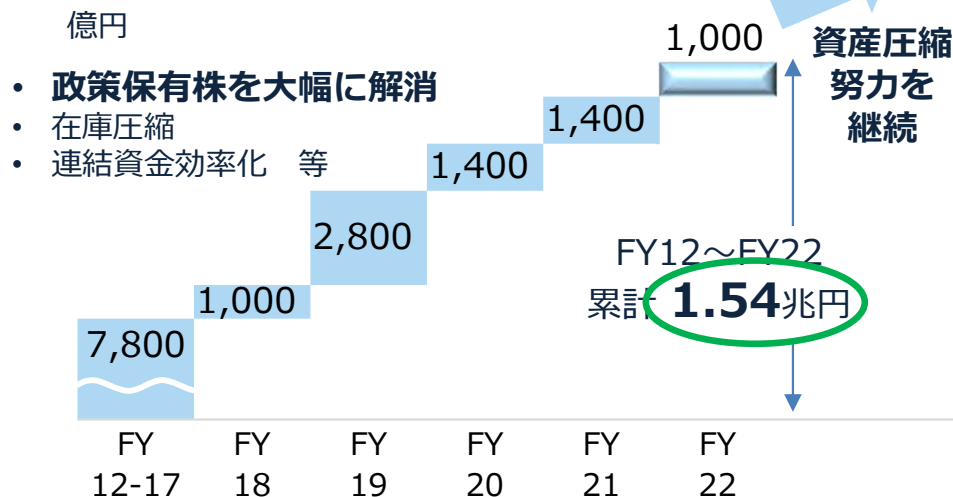 億円
• 政策保有株を大幅に解消
• 在庫圧縮
• 連結資金効率化 等
1,000
資産圧縮
努力を
継続
1,400
1,400
2,800
1,000
7,800
FY12～FY22
累計 1.54兆円
FY FY FY FY FY FY
12-17 18 19 20 21 22